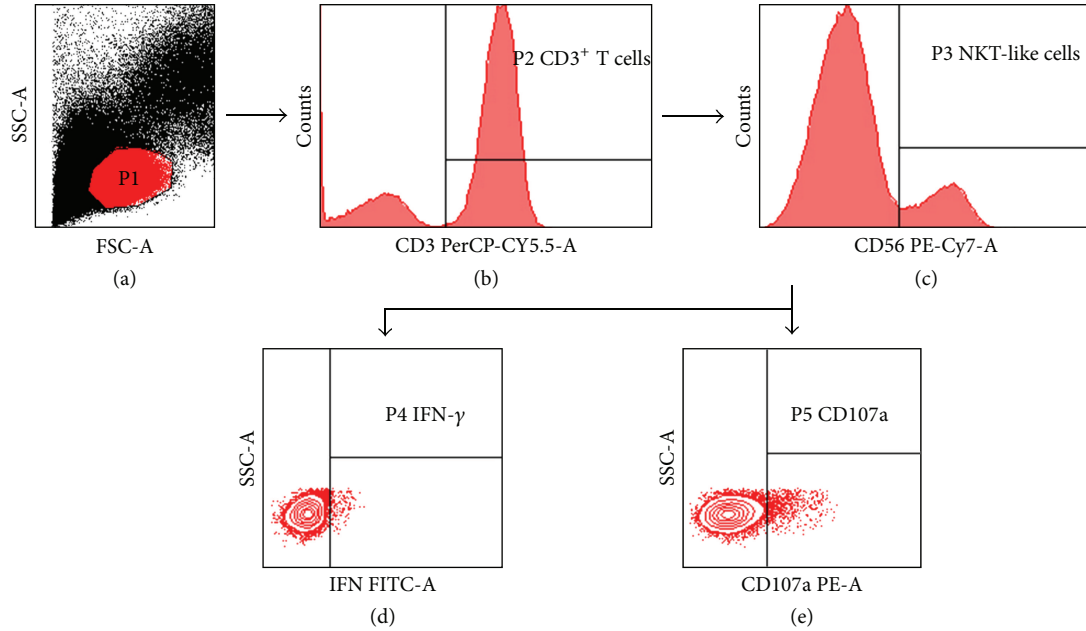 SSC-A
P1
FSC-A
(a)
Counts
P2 CD3⁺ T cells
CD3 PerCP-CY5.5-A
(b)
Counts
P3 NKT-like cells
CD56 PE-Cy7-A
(c)
SSC-A
P4 IFN-γ
IFN FITC-A
(d)
SSC-A
P5 CD107a
CD107a PE-A
(e)